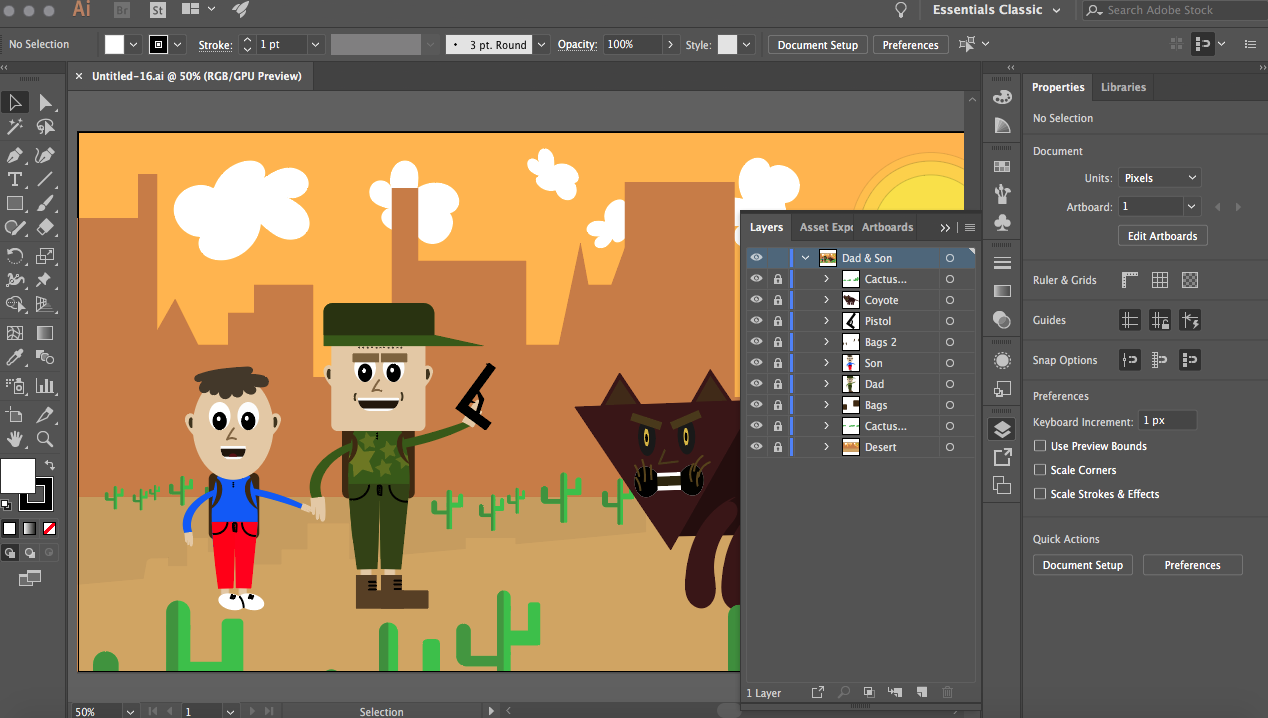 Ai Br St Essentials Classic Search Adobe Stock
No Selection Stroke: 1 pt 3 pt. Round Opacity: 100% Style: Document Setup Preferences
× Untitled-16.ai @ 50% (RGB/GPU Preview)
Properties Libraries
No Selection
Document
Units: Pixels
Artboard: 1
Edit Artboards
Ruler & Grids
Guides
Snap Options
Preferences
Keyboard Increment: 1 px
Use Preview Bounds
Scale Corners
Scale Strokes & Effects
Quick Actions
Document Setup Preferences
Layers Asset Expo Artboards
Dad & Son
Cactus...
Coyote
Pistol
Bags 2
Son
Dad
Bags
Cactus...
Desert
1 Layer
50% 1 Selection